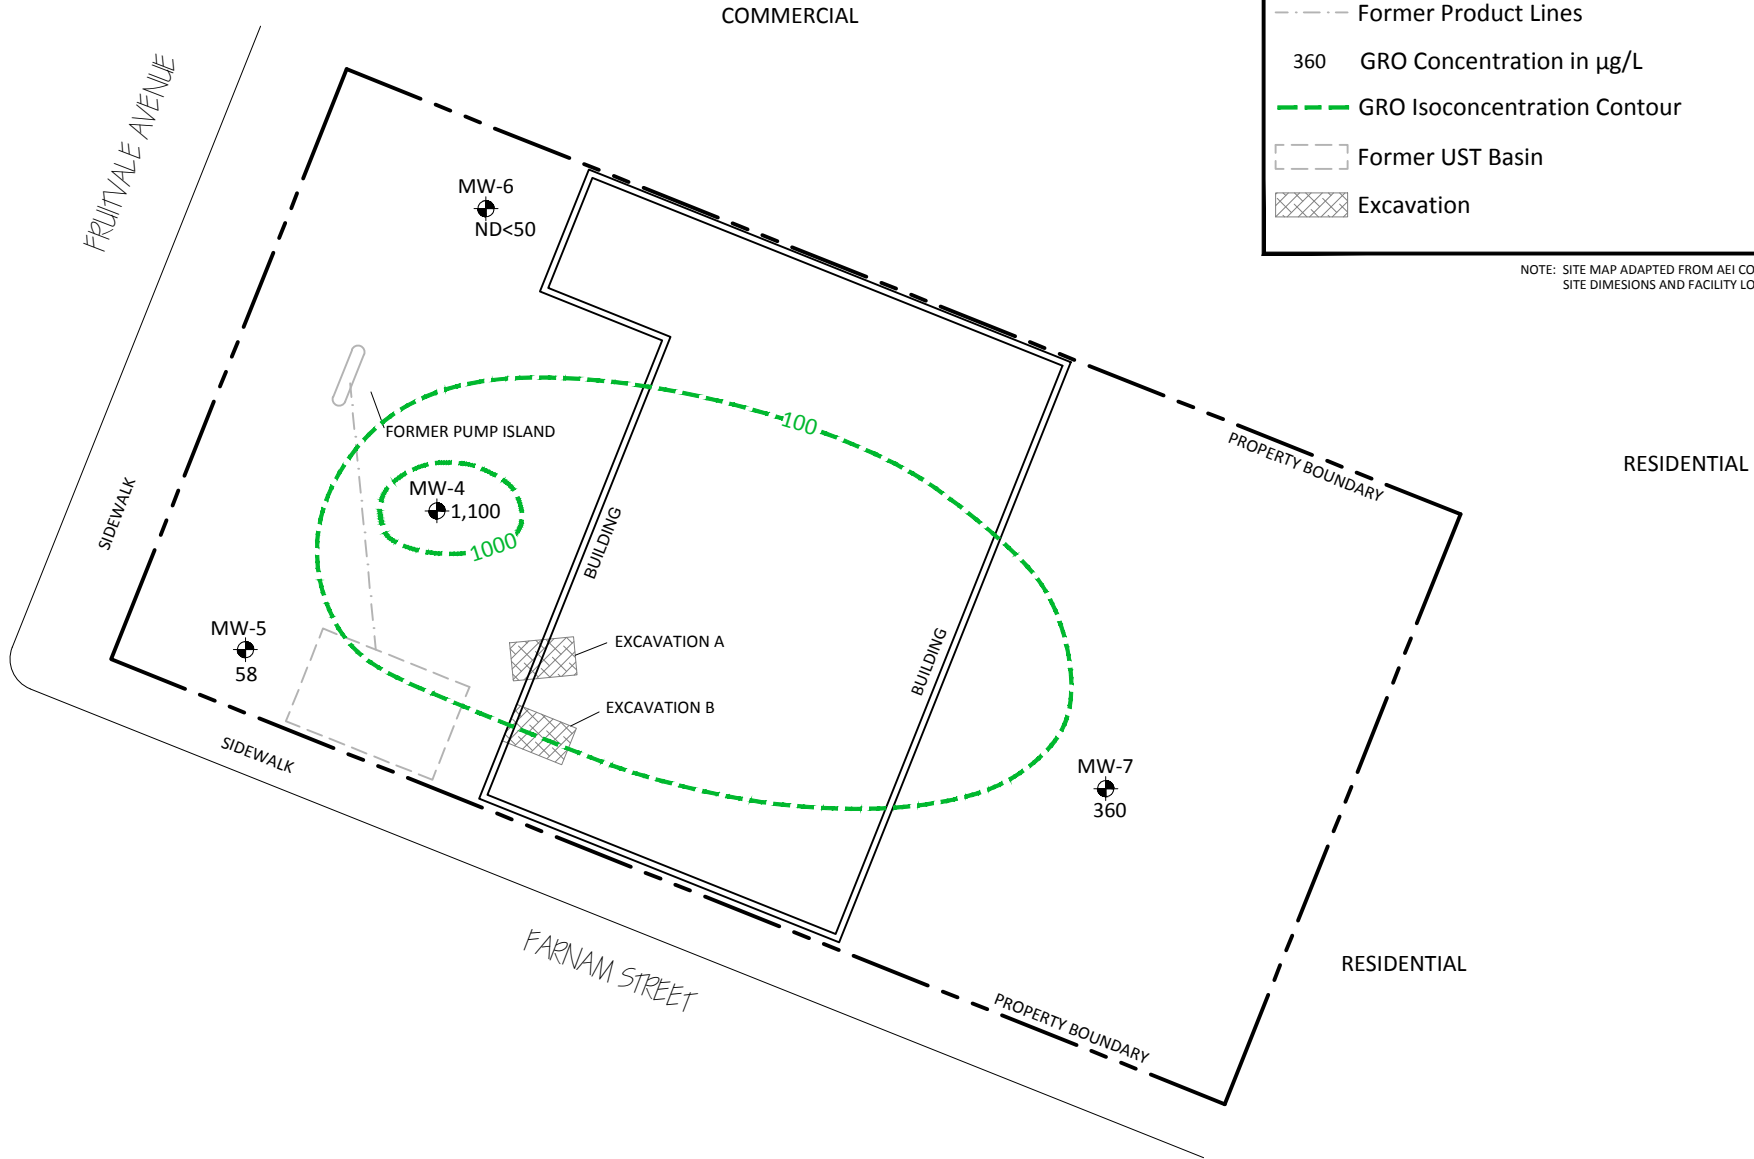 COMMERCIAL
Former Product Lines
360 GRO Concentration in µg/L
GRO Isoconcentration Contour
Former UST Basin
Excavation
NOTE: SITE MAP ADAPTED FROM AEI CO
SITE DIMESIONS AND FACILITY LO
FRUITVALE AVENUE
MW-6
ND<50
FORMER PUMP ISLAND
100
PROPERTY BOUNDARY
RESIDENTIAL
MW-4
1,100
1000
SIDEWALK
BUILDING
MW-5
58
EXCAVATION A
EXCAVATION B
BUILDING
SIDEWALK
MW-7
360
FARNAM STREET
RESIDENTIAL
PROPERTY BOUNDARY